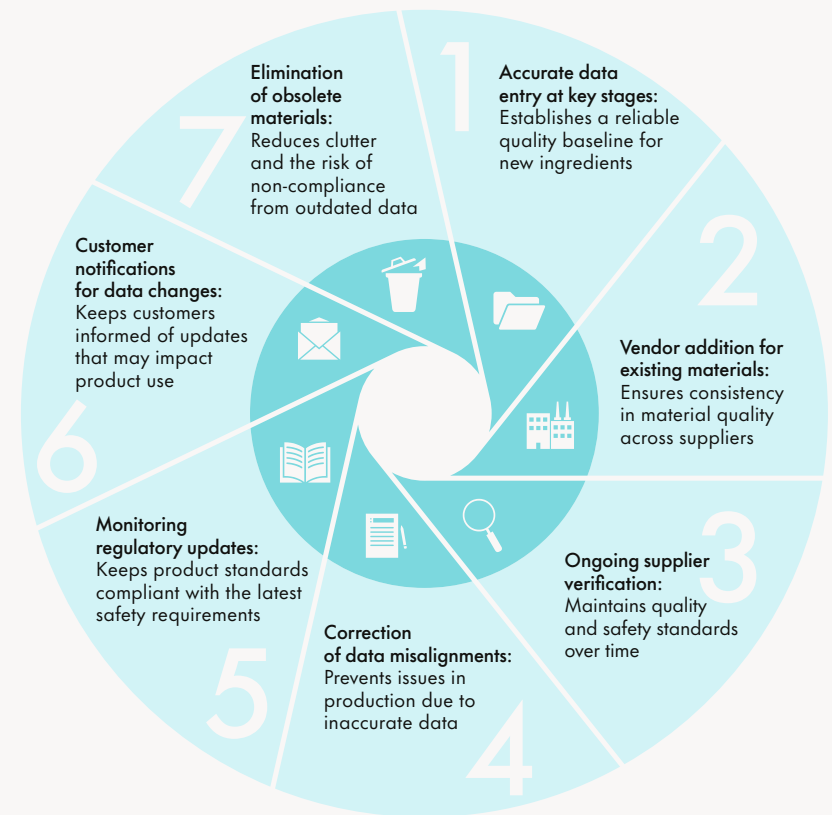 1
Accurate data
entry at key stages:
Establishes a reliable
quality baseline for
new ingredients
2
Vendor addition for
existing materials:
Ensures consistency
in material quality
across suppliers
3
Ongoing supplier
verification:
Maintains quality
and safety standards
over time
4
Correction
of data misalignments:
Prevents issues in
production due to
inaccurate data
5
Monitoring
regulatory updates:
Keeps product standards
compliant with the latest
safety requirements
6
Customer
notifications
for data changes:
Keeps customers
informed of updates
that may impact
product use
7
Elimination
of obsolete
materials:
Reduces clutter
and the risk of
non-compliance
from outdated data